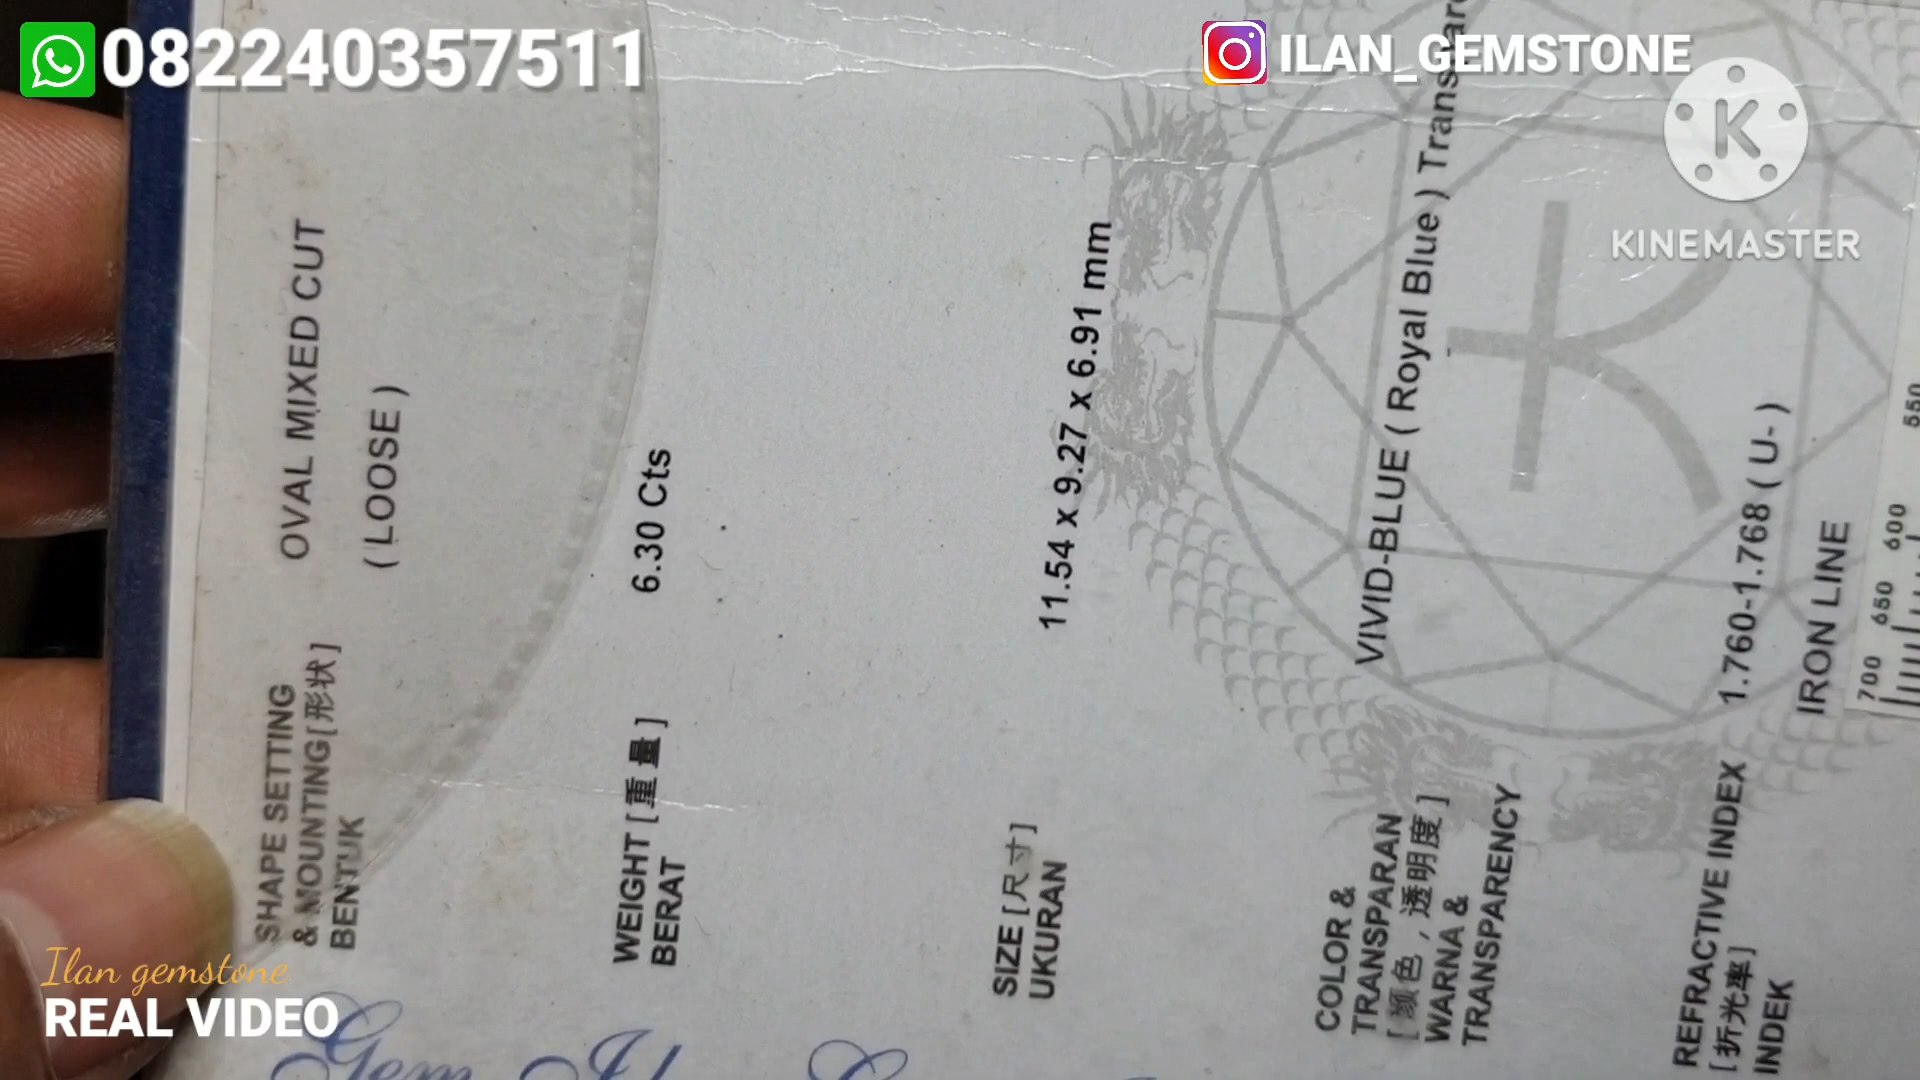 082240357511
ILAN_GEMSTONE
KINEMASTER
SHAPE SETTING
& MOUNTING[形状]
BENTUK
OVAL MIXED CUT
( LOOSE )
WEIGHT [重量]
BERAT
6.30 Cts
SIZE [尺寸]
UKURAN
11.54 x 9.27 x 6.91 mm
COLOR &
TRANSPARAN
[颜色，透明度]
WARNA &
TRANSPARENCY
VIVID-BLUE ( Royal Blue )
REFRACTIVE INDEX
[折光率]
INDEK
1.760-1.768 ( U- )
IRON LINE
700 650 600 550
Ilan gemstone
REAL VIDEO
Gem